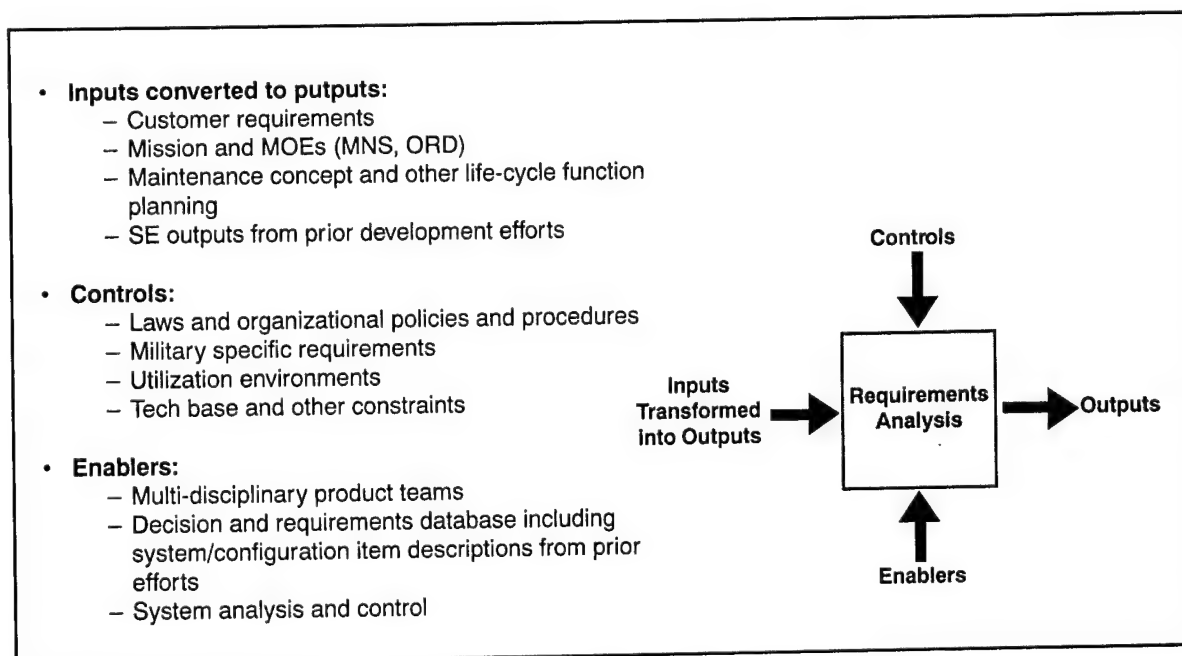 • Inputs converted to putputs:
– Customer requirements
– Mission and MOEs (MNS, ORD)
– Maintenance concept and other life-cycle function
planning
– SE outputs from prior development efforts
• Controls:
– Laws and organizational policies and procedures
– Military specific requirements
– Utilization environments
– Tech base and other constraints
• Enablers:
– Multi-disciplinary product teams
– Decision and requirements database including
system/configuration item descriptions from prior
efforts
– System analysis and control
Controls
Inputs
Transformed
into Outputs
Requirements
Analysis
Outputs
Enablers